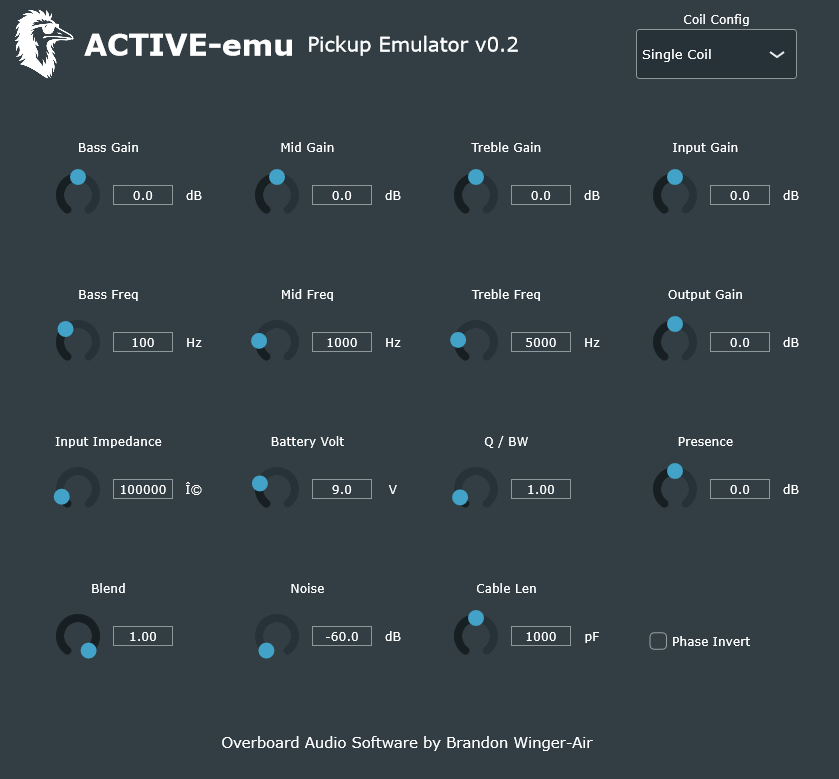 Coil Config
ACTIVE-emu Pickup Emulator v0.2
Single Coil
Bass Gain Mid Gain Treble Gain Input Gain
0.0 dB 0.0 dB 0.0 dB 0.0 dB
Bass Freq Mid Freq Treble Freq Output Gain
100 Hz 1000 Hz 5000 Hz 0.0 dB
Input Impedance Battery Volt Q / BW Presence
100000 Î© 9.0 V 1.00 0.0 dB
Blend Noise Cable Len
1.00 -60.0 dB 1000 pF Phase Invert
Overboard Audio Software by Brandon Winger-Air